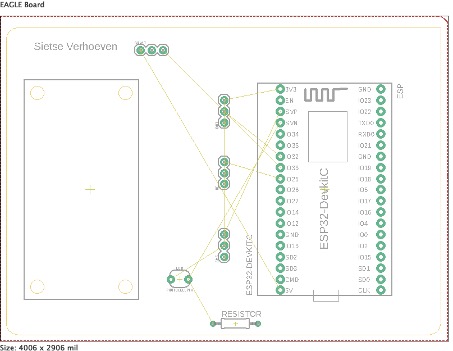 EAGLE Board
Sietse Verhoeven
ESP
3V3
EN
SVP
SVN
IO34
IO35
IO32
IO33
IO25
IO26
IO27
IO14
IO12
GND
IO13
SD2
SD3
CMD
5V
GND
IO23
IO22
TXD0
RXD0
IO21
GND
IO19
IO18
IO5
IO17
IO16
IO4
IO0
IO2
IO15
SD1
SD0
CLK
ESP32-DevkitC
ESP32 DEVKITC
RESISTOR
Size: 4006 x 2906 mil